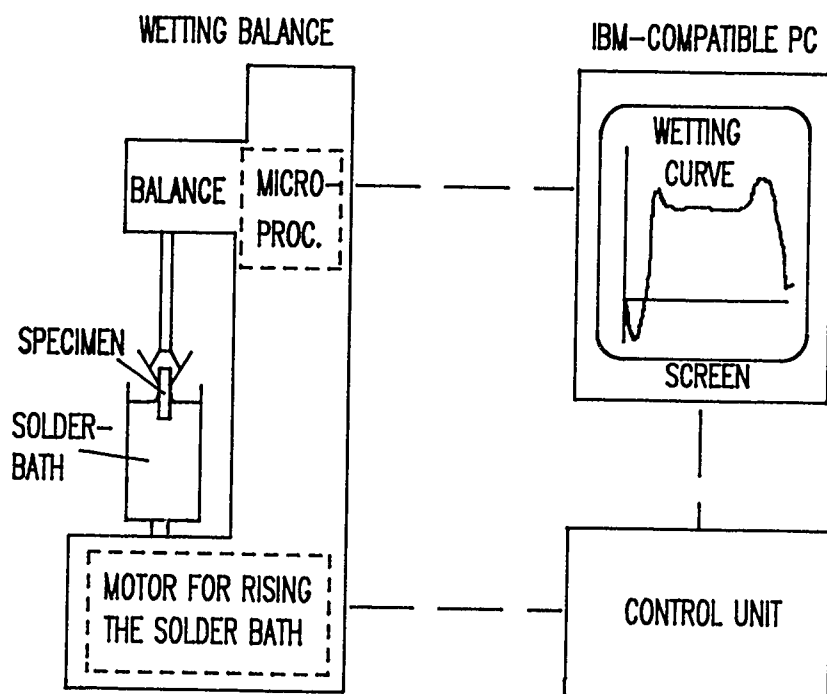 WETTING BALANCE
IBM-COMPATIBLE PC
BALANCE
MICRO-
PROC.
WETTING
CURVE
SCREEN
SPECIMEN
SOLDER-
BATH
MOTOR FOR RISING
THE SOLDER BATH
CONTROL UNIT